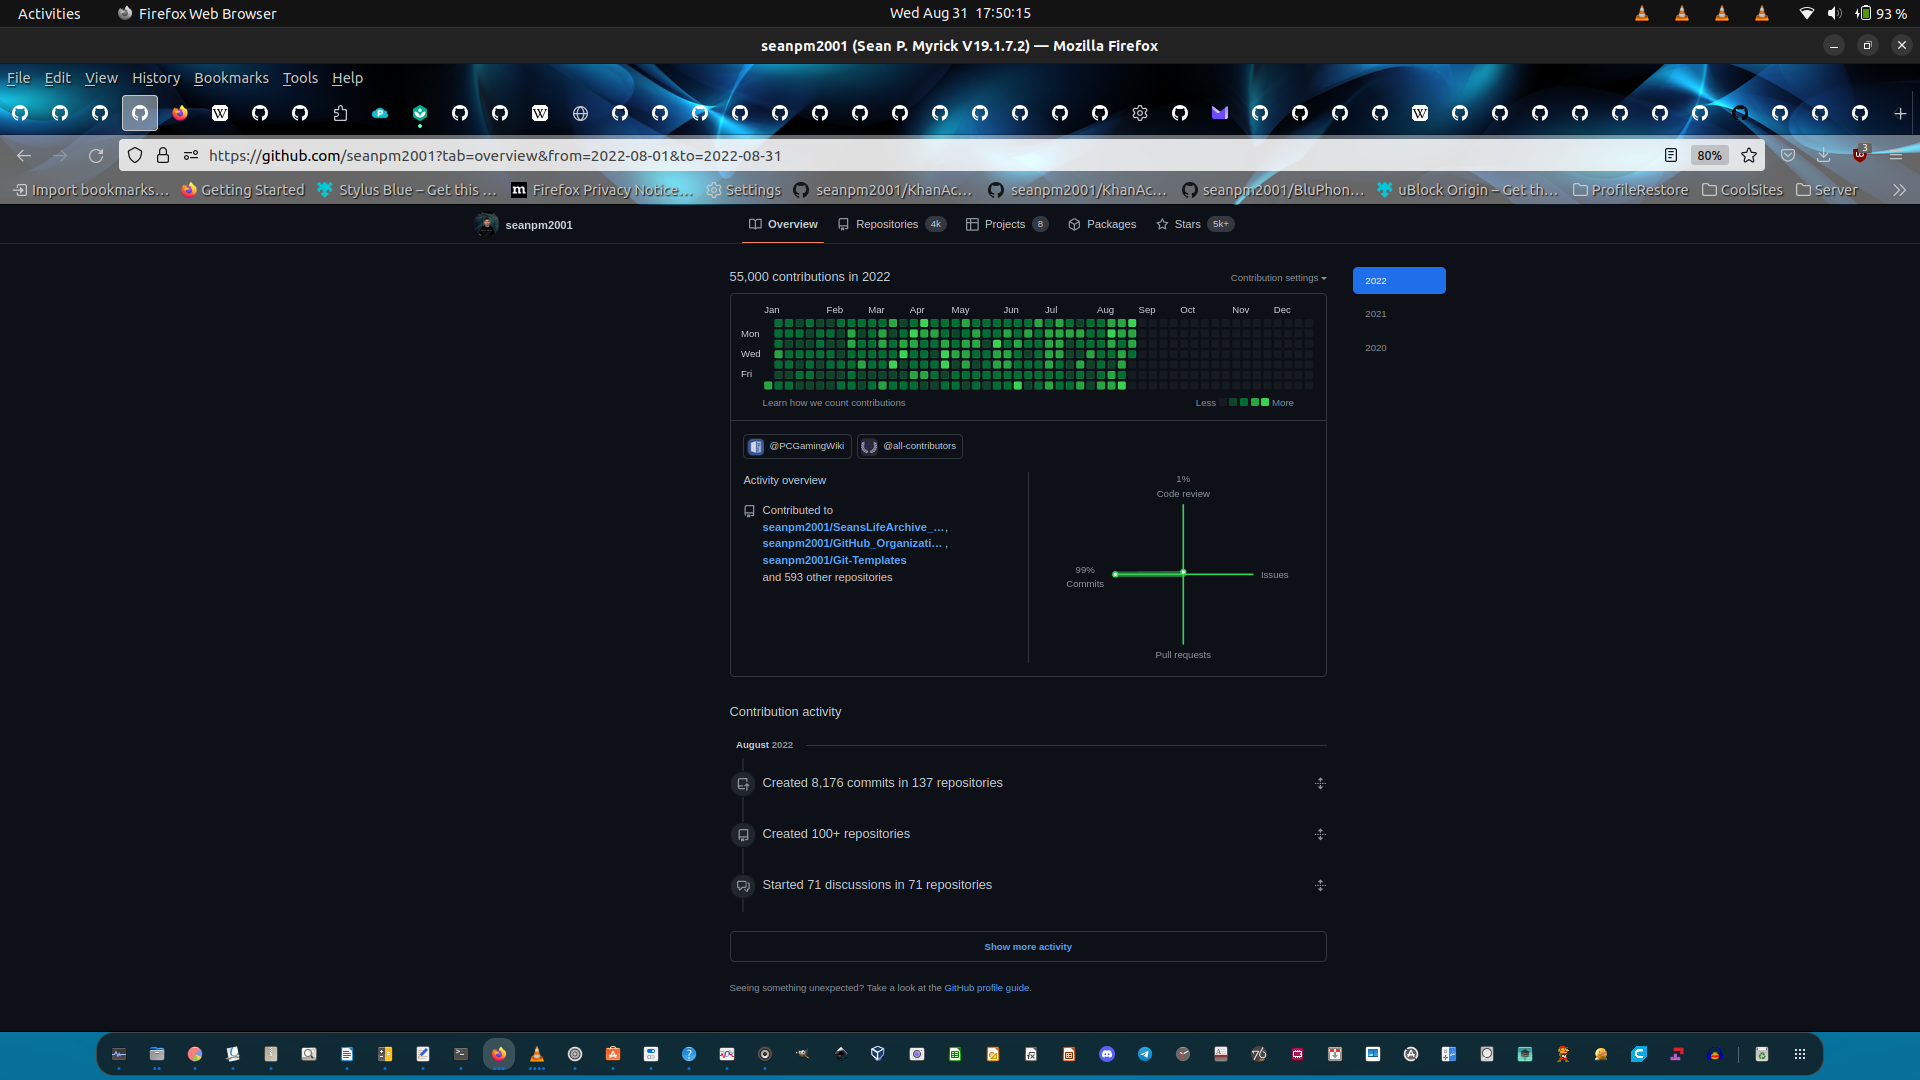 Activities Firefox Web Browser Wed Aug 31 17:50:15 93 %
seanpm2001 (Sean P. Myrick V19.1.7.2) — Mozilla Firefox
File Edit View History Bookmarks Tools Help
https://github.com/seanpm2001?tab=overview&from=2022-08-01&to=2022-08-31 80% 3
Import bookmarks… Getting Started Stylus Blue – Get this … Firefox Privacy Notice… Settings seanpm2001/KhanAc… seanpm2001/KhanAc… seanpm2001/BluPhon… uBlock Origin – Get th… ProfileRestore CoolSites Server
seanpm2001 Overview Repositories 4k Projects 8 Packages Stars 5k+
55,000 contributions in 2022 Contribution settings 2022
Jan Feb Mar Apr May Jun Jul Aug Sep Oct Nov Dec
2021
Mon
2020
Wed
Fri
Learn how we count contributions Less More
@PCGamingWiki @all-contributors
Activity overview
1%
Code review
Contributed to
seanpm2001/SeansLifeArchive_… ,
seanpm2001/GitHub_Organizati… ,
seanpm2001/Git-Templates
and 593 other repositories
99%
Commits
Issues
Pull requests
Contribution activity
August 2022
Created 8,176 commits in 137 repositories
Created 100+ repositories
Started 71 discussions in 71 repositories
Show more activity
Seeing something unexpected? Take a look at the GitHub profile guide.